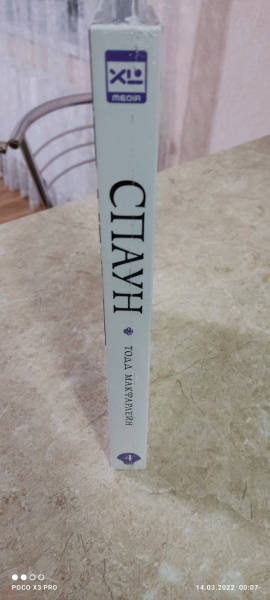 XL
MEDIA
СПАУН
ТОДД МАКФАРЛЕЙН
4
POCO X3 PRO
14.03.2022 00:07